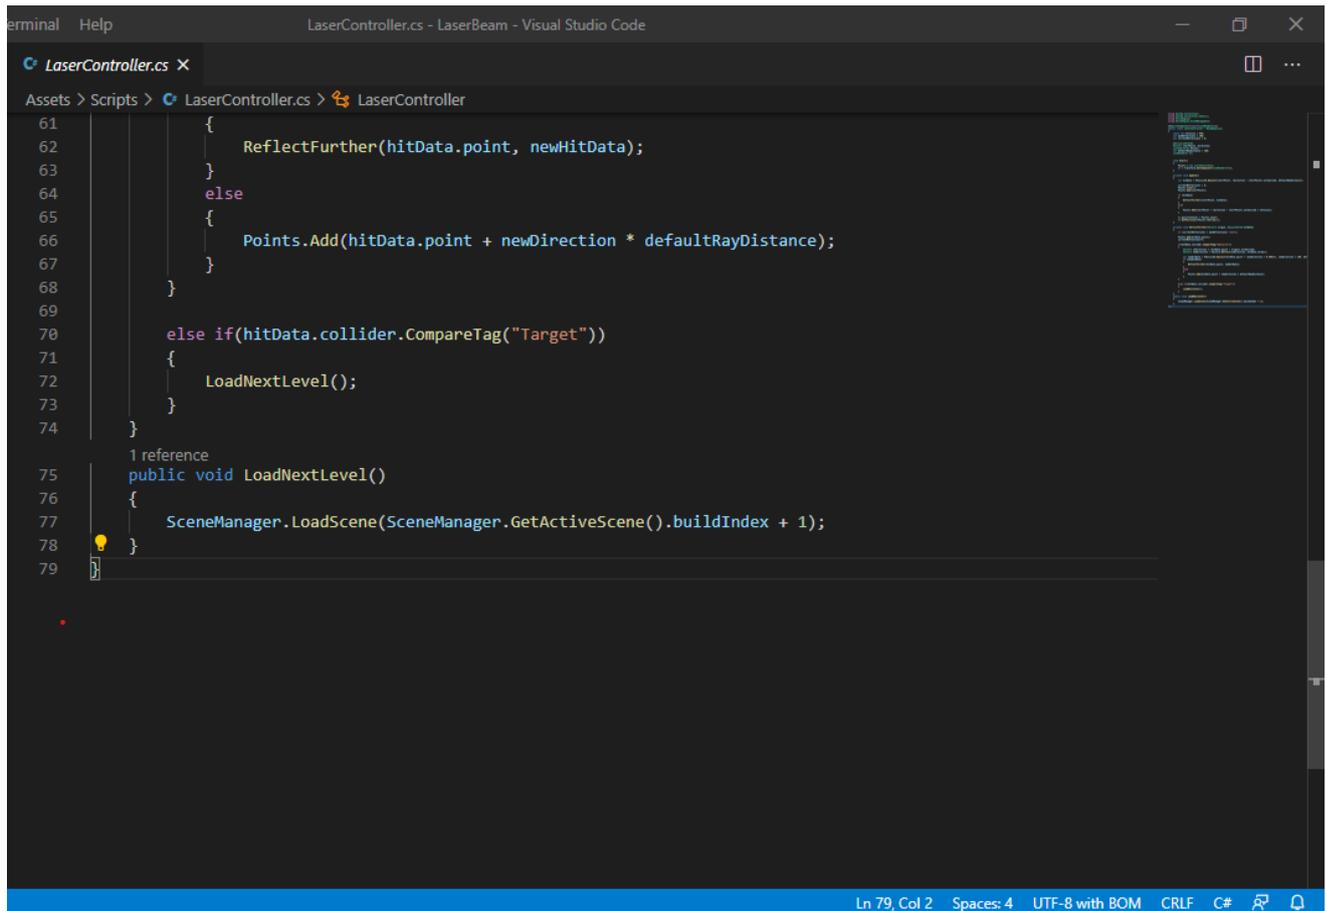 erminal Help LaserController.cs - LaserBeam - Visual Studio Code
LaserController.cs
Assets > Scripts > LaserController.cs > LaserController
61 {
62 ReflectFurther(hitData.point, newHitData);
63 }
64 else
65 {
66 Points.Add(hitData.point + newDirection * defaultRayDistance);
67 }
68 }
69
70 else if(hitData.collider.CompareTag("Target"))
71 {
72 LoadNextLevel();
73 }
74 }
1 reference
75 public void LoadNextLevel()
76 {
77 SceneManager.LoadScene(SceneManager.GetActiveScene().buildIndex + 1);
78 }
79 }
Ln 79, Col 2 Spaces: 4 UTF-8 with BOM CRLF C#